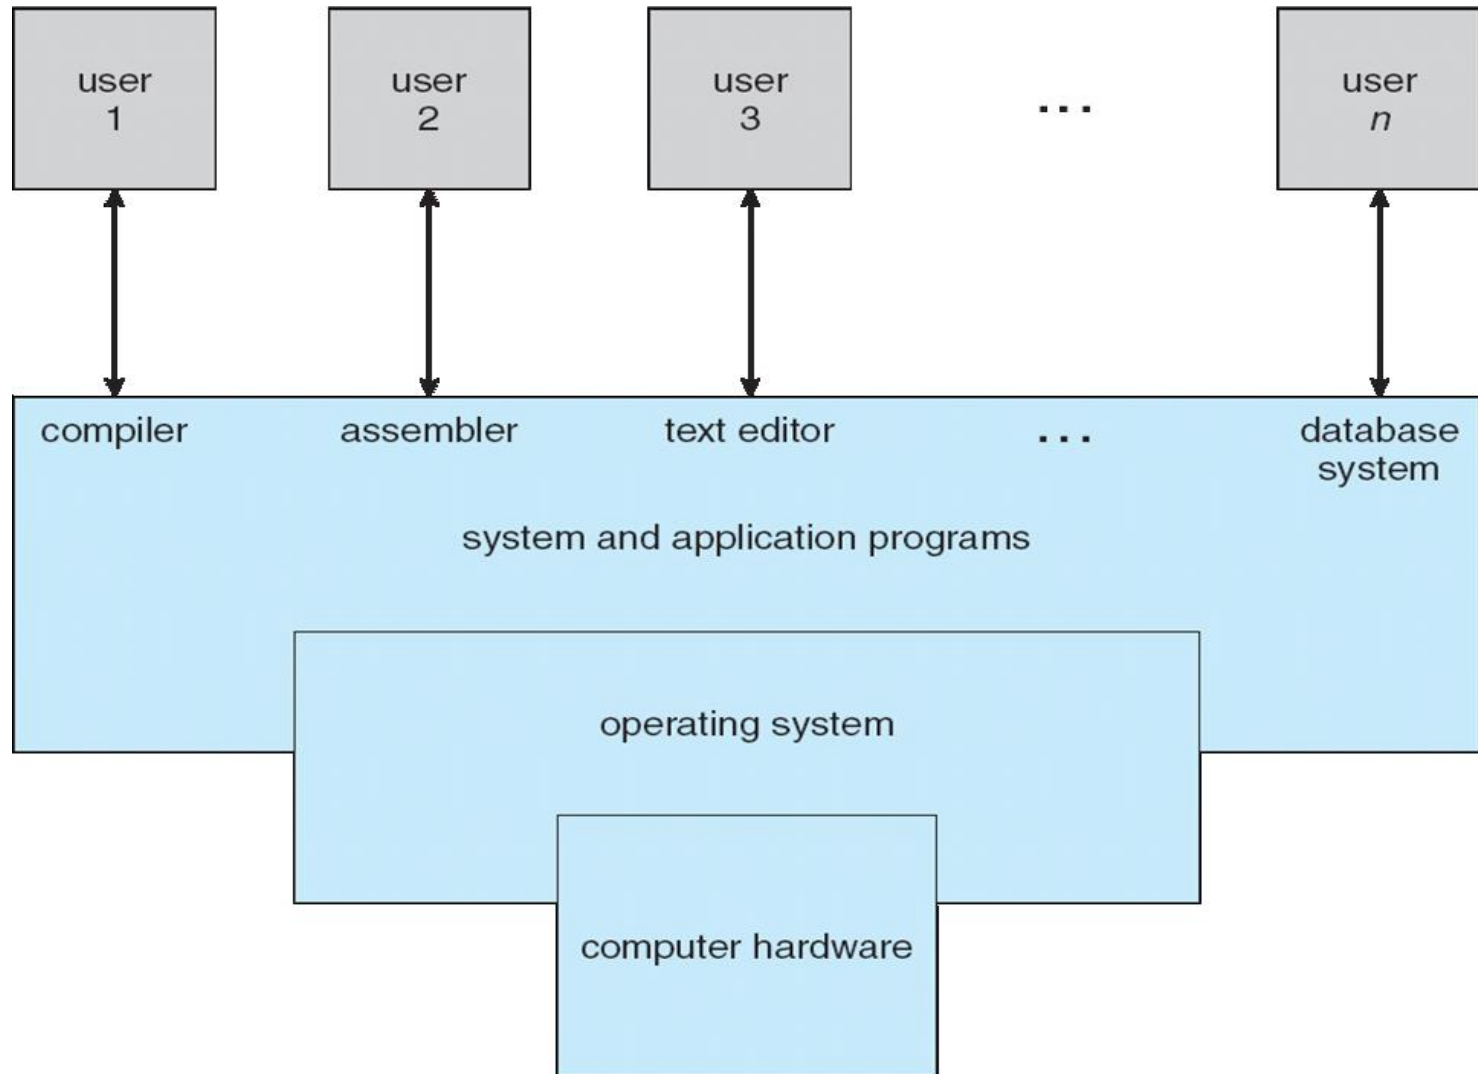 user
1
user
2
user
3
...
user
n
compiler
assembler
text editor
...
database
system
system and application programs
operating system
computer hardware